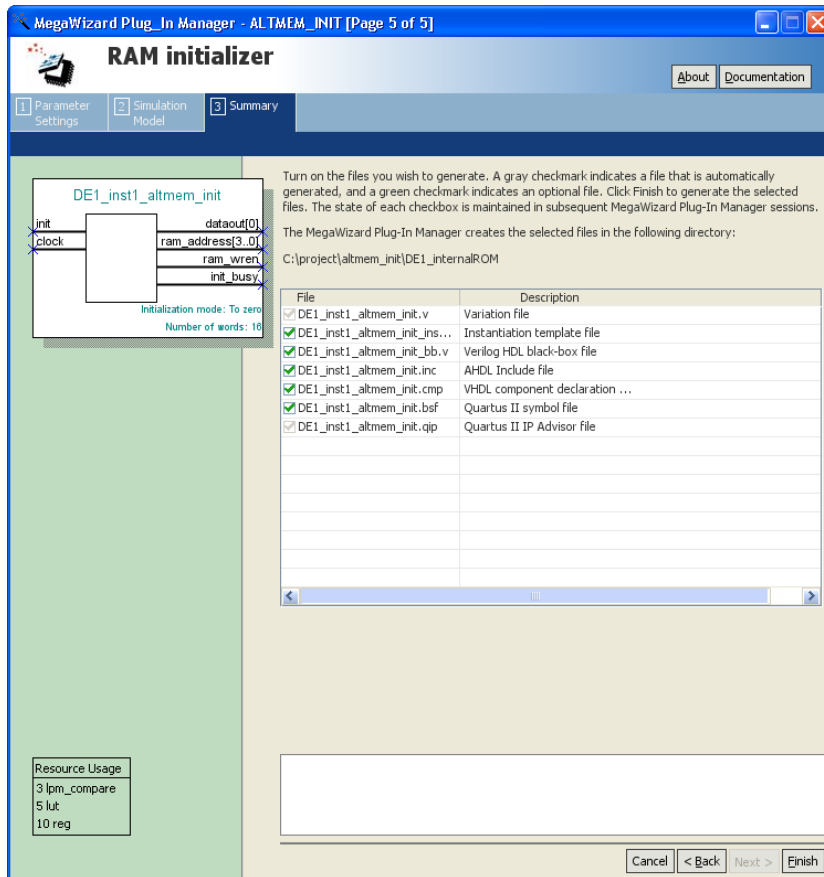 MegaWizard Plug_In Manager - ALTMEM_INIT [Page 5 of 5]
RAM initializer
About
Documentation
1 Parameter Settings
2 Simulation Model
3 Summary
DE1_inst1_altmem_init
init
dataout[0]
clock
ram_address[3..0]
ram_wren
init_busy
Initialization mode: To zero
Number of words: 16
Turn on the files you wish to generate. A gray checkmark indicates a file that is automatically
generated, and a green checkmark indicates an optional file. Click Finish to generate the selected
files. The state of each checkbox is maintained in subsequent MegaWizard Plug-In Manager sessions.
The MegaWizard Plug-In Manager creates the selected files in the following directory:
C:\project\altmem_init\DE1_internalROM
File Description
DE1_inst1_altmem_init.v Variation file
DE1_inst1_altmem_init_ins... Instantiation template file
DE1_inst1_altmem_init_bb.v Verilog HDL black-box file
DE1_inst1_altmem_init.inc AHDL Include file
DE1_inst1_altmem_init.cmp VHDL component declaration ...
DE1_inst1_altmem_init.bsf Quartus II symbol file
DE1_inst1_altmem_init.qip Quartus II IP Advisor file
Resource Usage
3 lpm_compare
5 lut
10 reg
Cancel
< Back
Next >
Finish